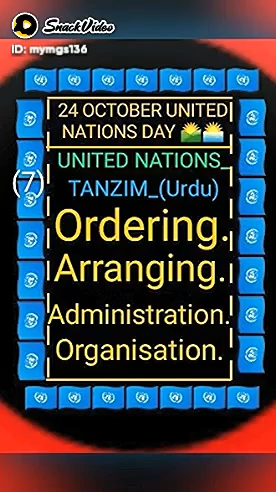 SnackVideo
ID: mymgs136
24 OCTOBER UNITED
NATIONS DAY
UNITED NATIONS_
(7)
TANZIM_(Urdu)
Ordering.
Arranging.
Administration.
Organisation.